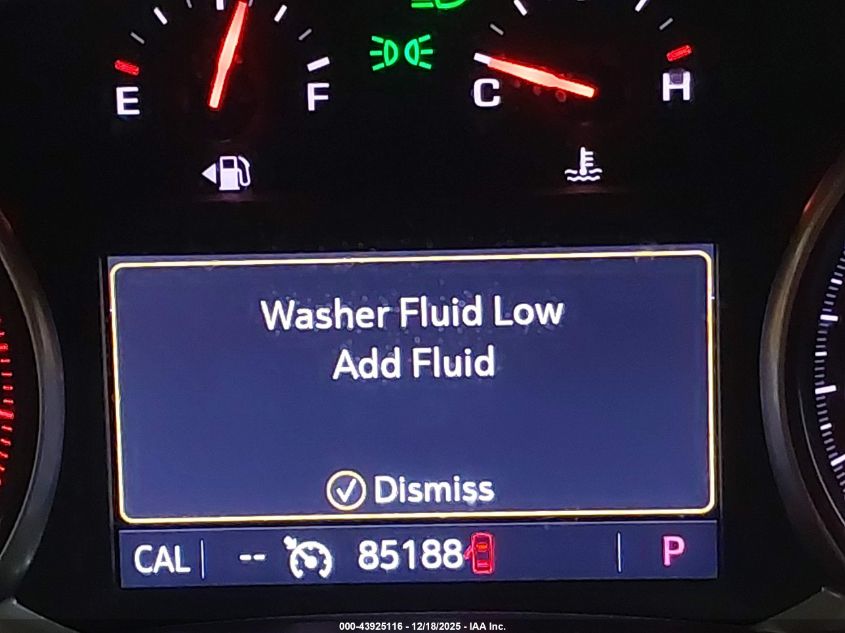 E F C H
Washer Fluid Low
Add Fluid
Dismiss
CAL -- 85188 P
000-43925116 - 12/18/2025 - IAA Inc.